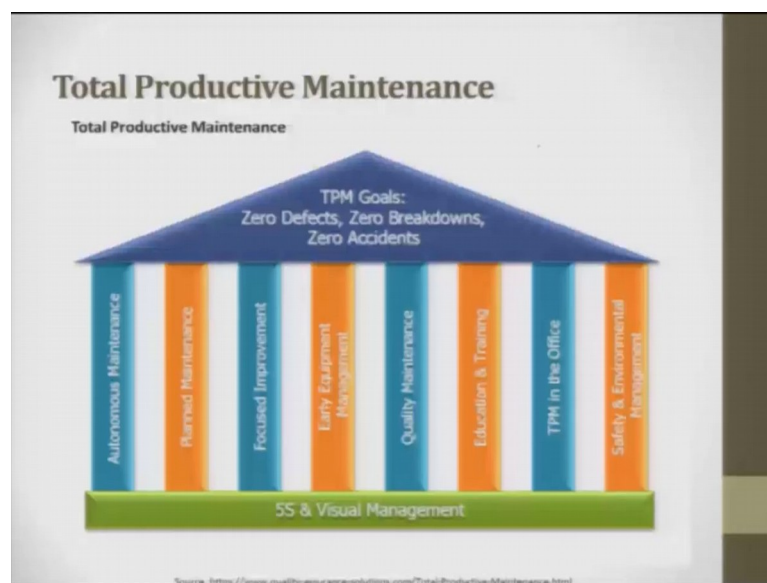 Total Productive Maintenance
Total Productive Maintenance
TPM Goals:
Zero Defects, Zero Breakdowns,
Zero Accidents
Autonomous Maintenance
Planned Maintenance
Focused Improvement
Early Equipment
Management
Quality Maintenance
Education & Training
TPM in the Office
Safety & Environmental
Management
5S & Visual Management